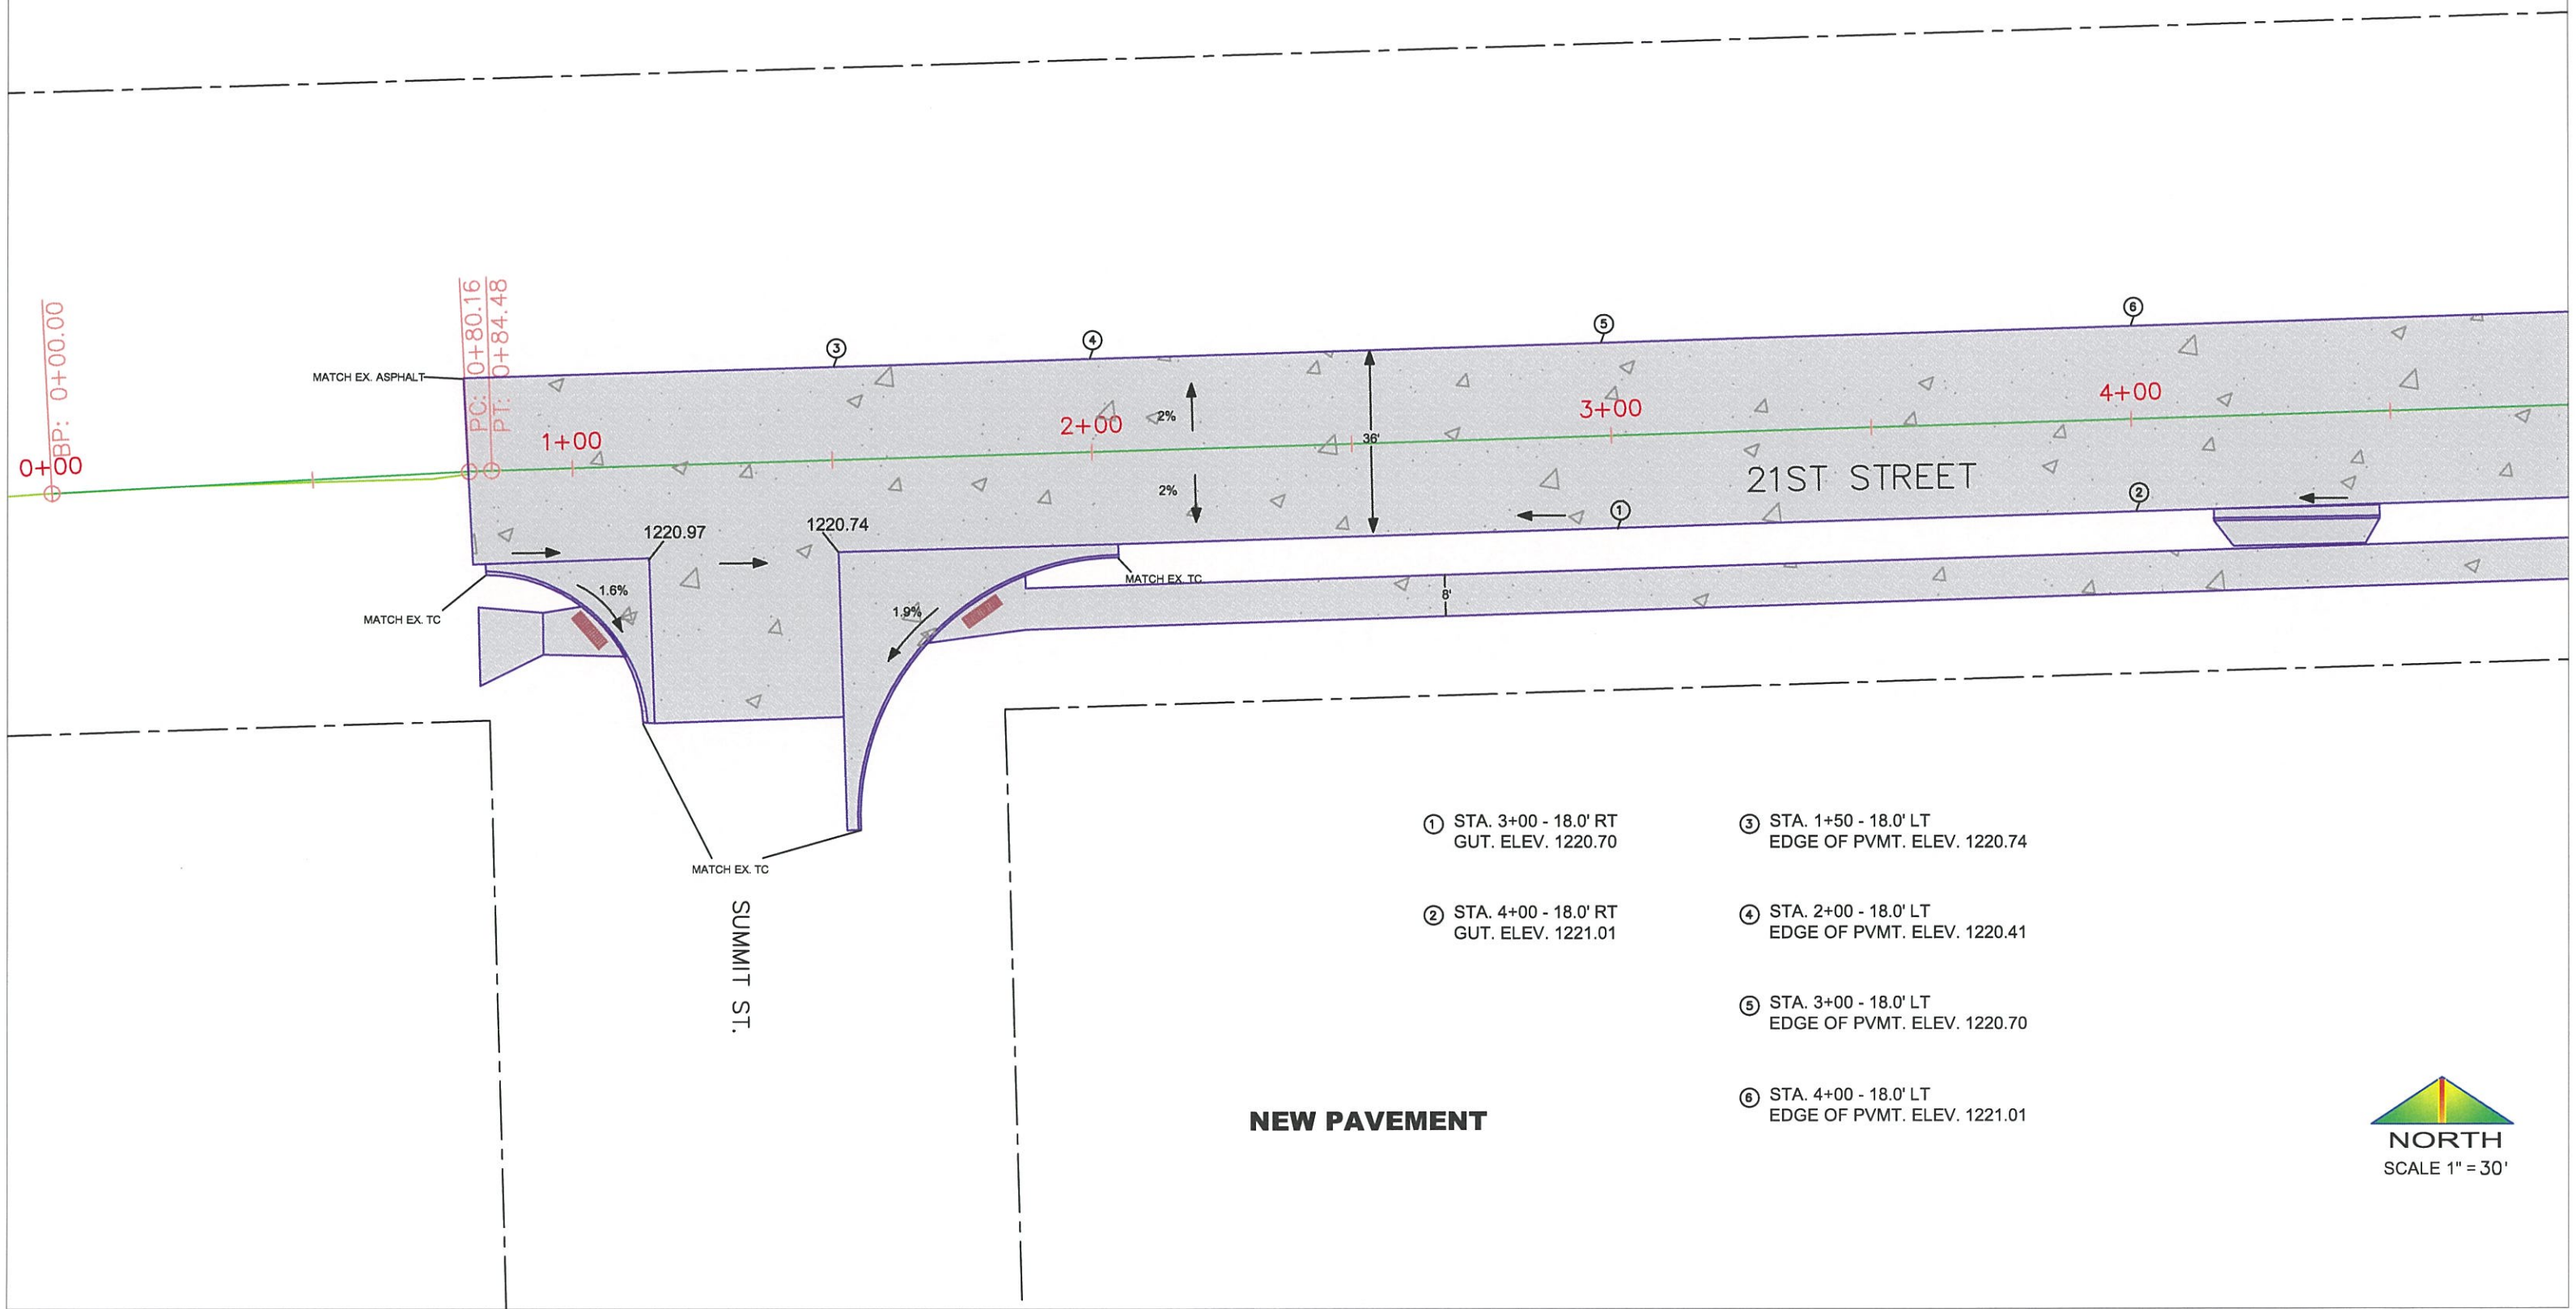 BP: 0+00.00
0+00
PC: 0+80.16
PT: 0+84.48
MATCH EX. ASPHALT
3
4
5
6
1+00
2+00
3+00
4+00
2%
2%
36'
21ST STREET
1
2
1220.97
1220.74
1.6%
1.9%
MATCH EX. TC
MATCH EX. TC
8'
MATCH EX. TC
SUMMIT ST.
1 STA. 3+00 - 18.0' RT
GUT. ELEV. 1220.70
2 STA. 4+00 - 18.0' RT
GUT. ELEV. 1221.01
3 STA. 1+50 - 18.0' LT
EDGE OF PVMT. ELEV. 1220.74
4 STA. 2+00 - 18.0' LT
EDGE OF PVMT. ELEV. 1220.41
5 STA. 3+00 - 18.0' LT
EDGE OF PVMT. ELEV. 1220.70
6 STA. 4+00 - 18.0' LT
EDGE OF PVMT. ELEV. 1221.01
NEW PAVEMENT
NORTH
SCALE 1" = 30'